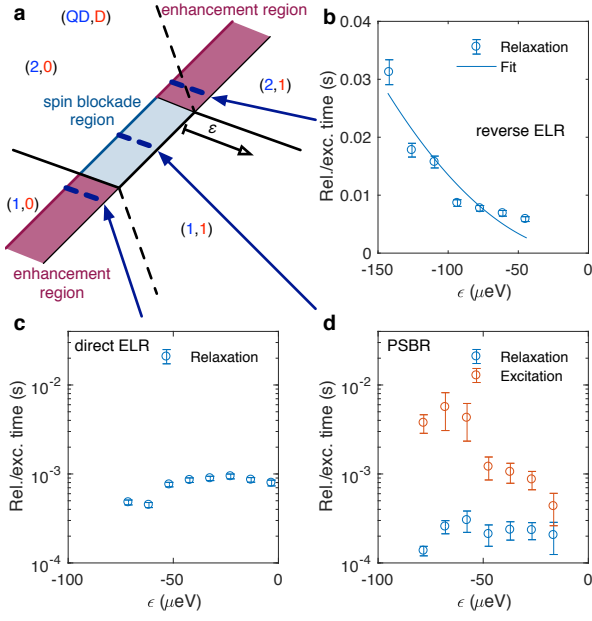 a
(QD,D)
enhancement region
(2,0)
(2,1)
spin blockade
region
ε
(1,0)
(1,1)
enhancement
region
b
0.04
0.03
0.02
0.01
0
Rel./exc. time (s)
Relaxation
Fit
reverse ELR
-150
-100
-50
0
ϵ (μeV)
c
direct ELR
Relaxation
10⁻²
10⁻³
10⁻⁴
Rel./exc. time (s)
-100
-50
0
ϵ (μeV)
d
PSBR
Relaxation
Excitation
10⁻²
10⁻³
10⁻⁴
Rel./exc. time (s)
-100
-50
0
ϵ (μeV)